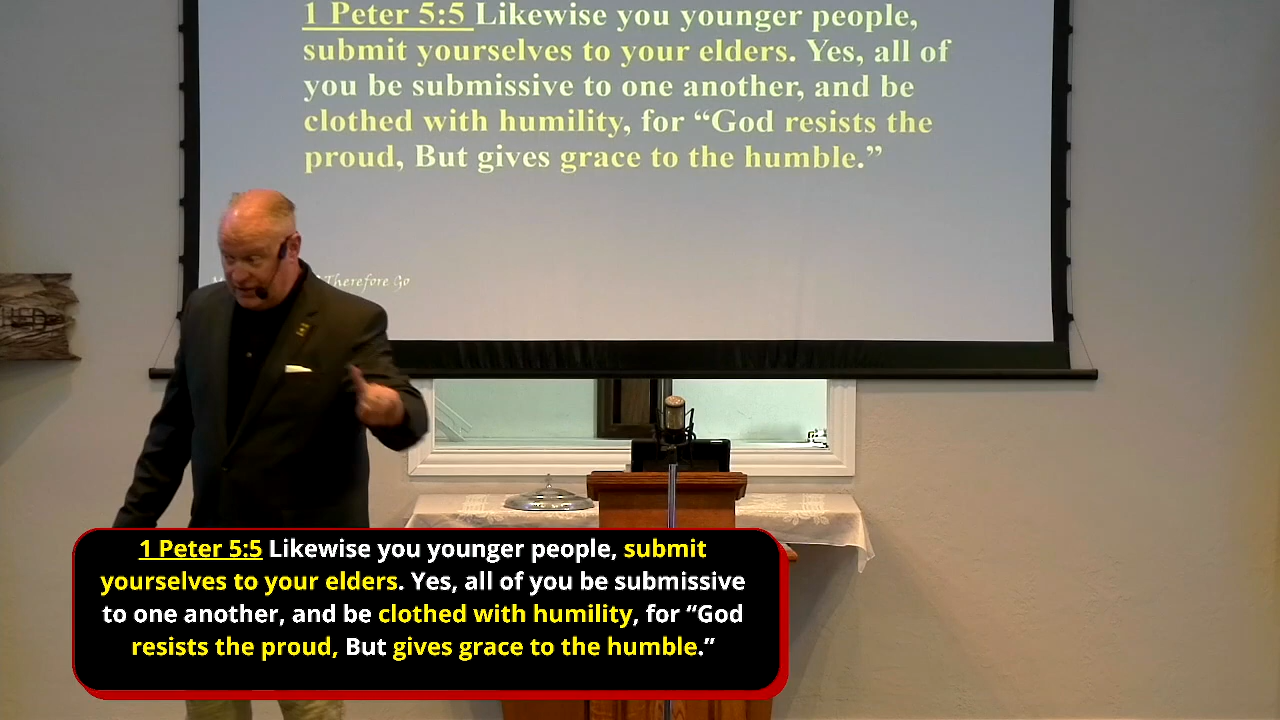 1 Peter 5:5 Likewise you younger people,
submit yourselves to your elders. Yes, all of
you be submissive to one another, and be
clothed with humility, for “God resists the
proud, But gives grace to the humble.”
Therefore Go
1 Peter 5:5 Likewise you younger people, submit
yourselves to your elders. Yes, all of you be submissive
to one another, and be clothed with humility, for “God
resists the proud, But gives grace to the humble.”